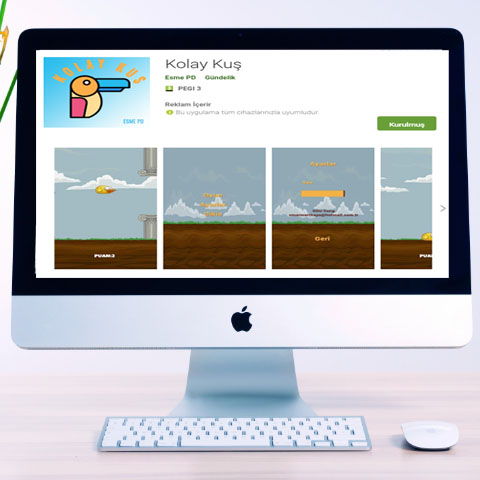 KOLAY KUŞ
ESME PD
Kolay Kuş
Esme PD Gündelik
PEGI 3
Reklam İçerir
Bu uygulama tüm cihazlarınızla uyumludur
Kurulmuş
PUAN:3
Ayarlar
Geri